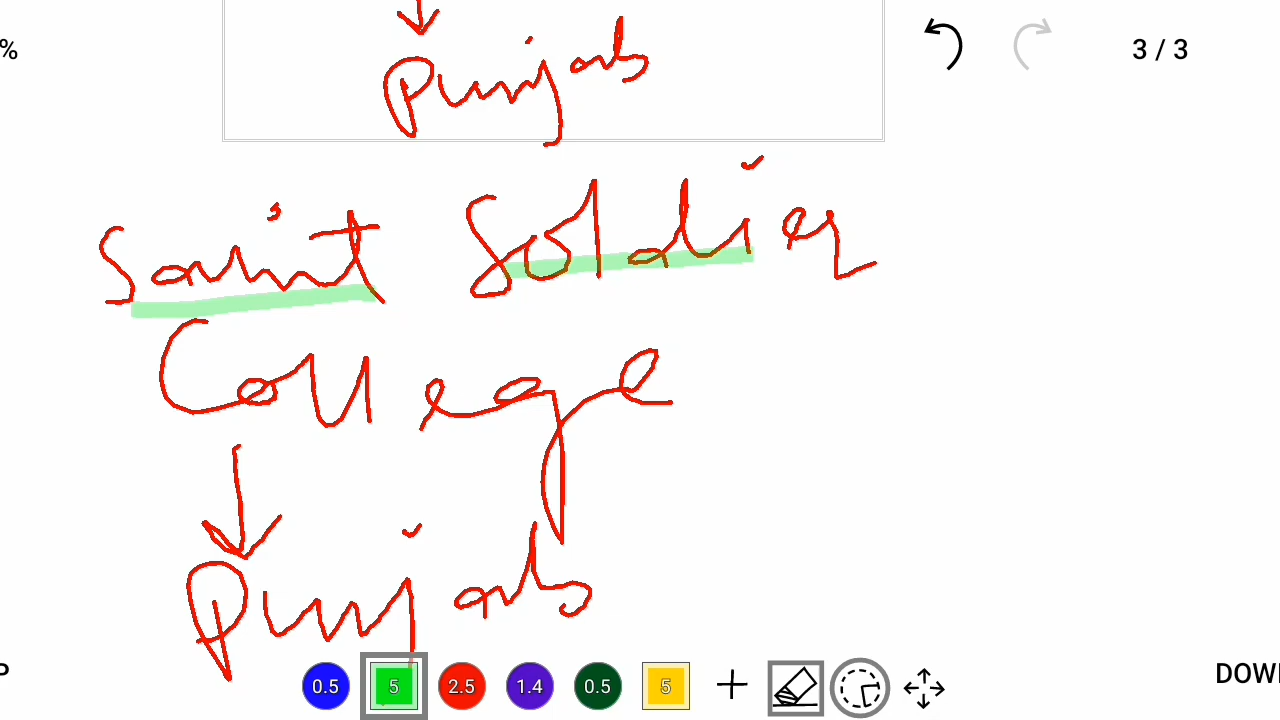 %
3 / 3
Punjab
Saint Soldier
College
Punjab
P
0.5 5 2.5 1.4 0.5 5
DOW